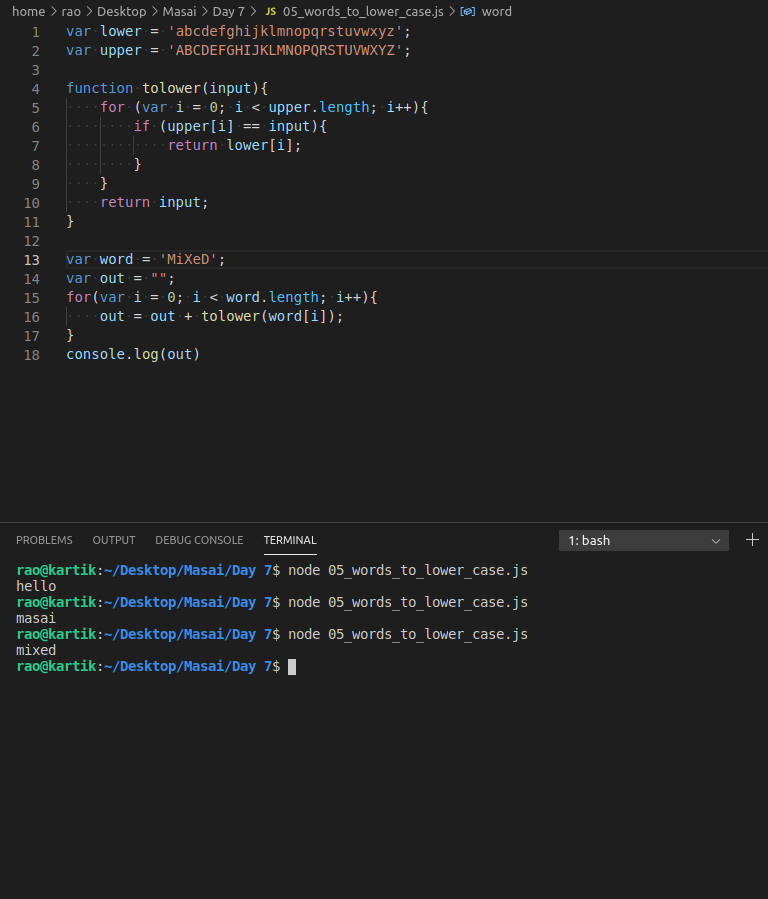 home > rao > Desktop > Masai > Day 7 > JS 05_words_to_lower_case.js > word
1 var lower = 'abcdefghijklmnopqrstuvwxyz';
2 var upper = 'ABCDEFGHIJKLMNOPQRSTUVWXYZ';
3
4 function tolower(input){
5     for (var i = 0; i < upper.length; i++){
6         if (upper[i] == input){
7             return lower[i];
8         }
9     }
10     return input;
11 }
12
13 var word = 'MiXeD';
14 var out = "";
15 for(var i = 0; i < word.length; i++){
16     out = out + tolower(word[i]);
17 }
18 console.log(out)
PROBLEMS OUTPUT DEBUG CONSOLE TERMINAL 1: bash
rao@kartik:~/Desktop/Masai/Day 7$ node 05_words_to_lower_case.js
hello
rao@kartik:~/Desktop/Masai/Day 7$ node 05_words_to_lower_case.js
masai
rao@kartik:~/Desktop/Masai/Day 7$ node 05_words_to_lower_case.js
mixed
rao@kartik:~/Desktop/Masai/Day 7$